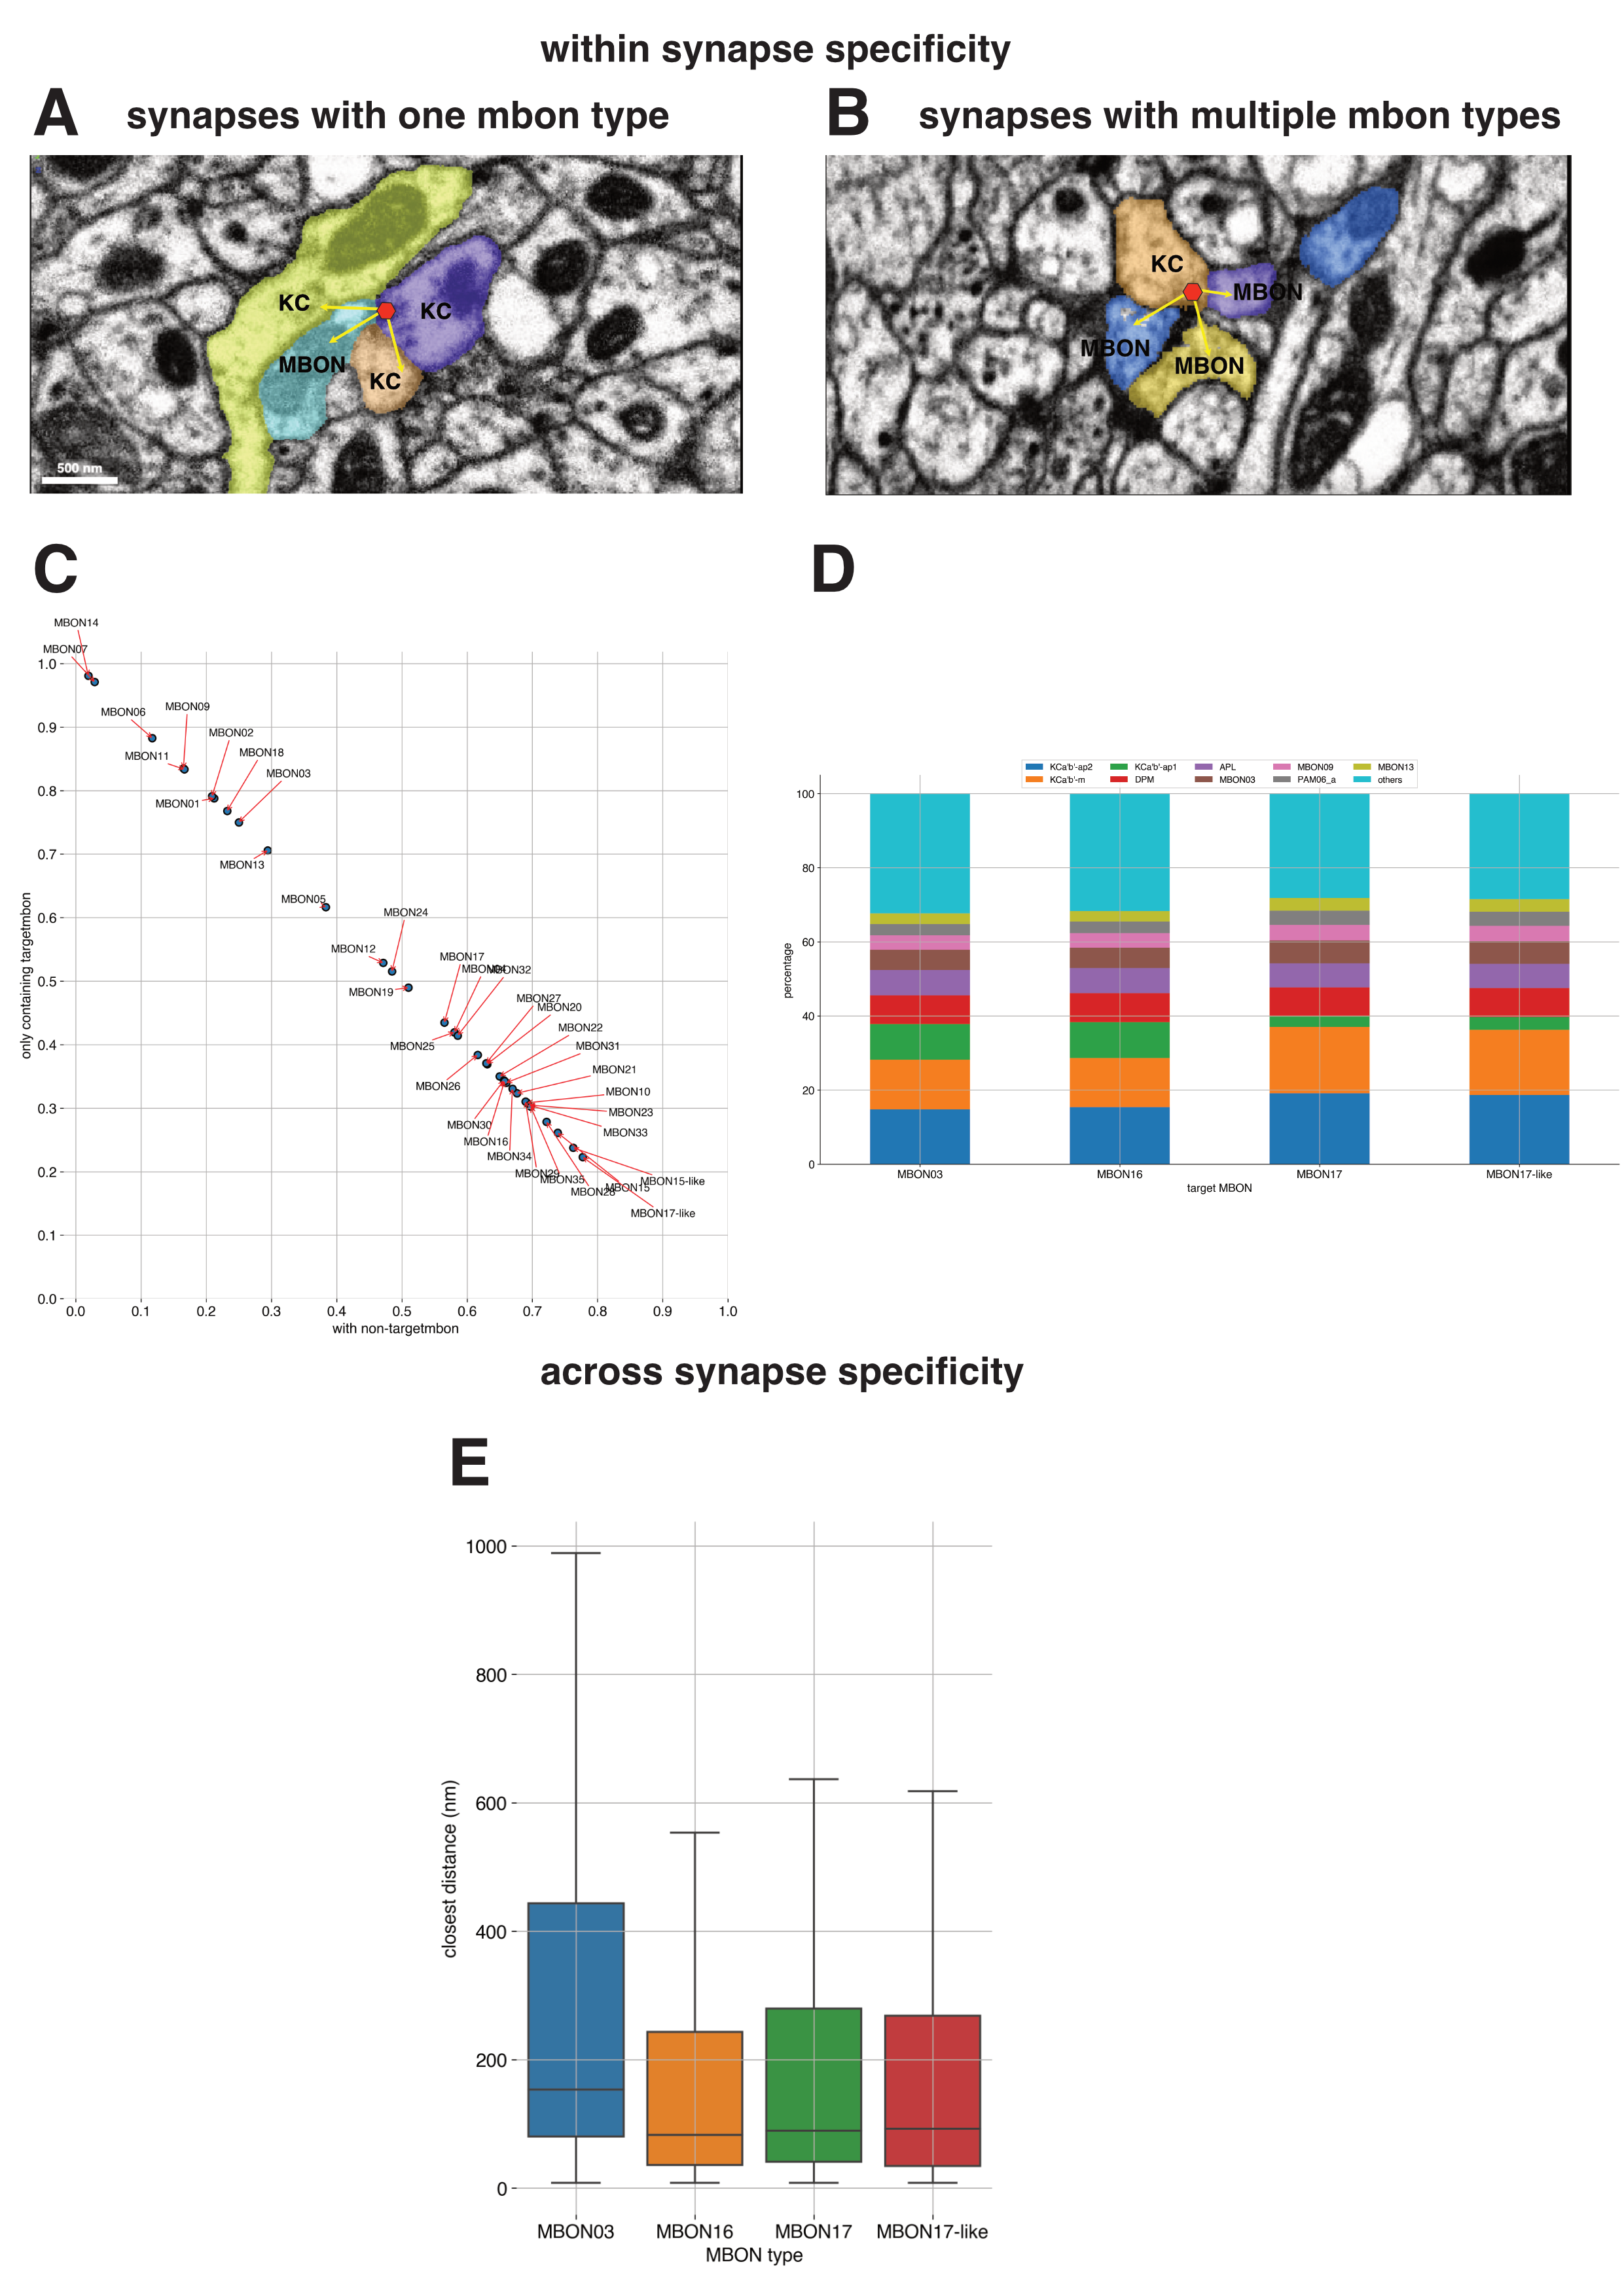 within synapse specificity
A synapses with one mbon type
B synapses with multiple mbon types
KC
KC
MBON
KC
500 nm
KC
MBON
MBON
MBON
C
MBON14
MBON07
1.0
MBON06
MBON09
0.9
MBON02
MBON11
MBON18
MBON03
0.8
MBON01
0.7
MBON13
MBON05
0.6
MBON24
MBON12
MBON17
MBON32
0.5
MBON19
MBON27
MBON20
MBON22
0.4
MBON25
MBON31
MBON26
MBON21
MBON10
0.3
MBON23
MBON30
MBON33
MBON16
MBON34
0.2
MBON29
MBON35
MBON28
MBON15
MBON15-like
MBON17-like
0.1
0.0
only containing targetmbon
0.0 0.1 0.2 0.3 0.4 0.5 0.6 0.7 0.8 0.9 1.0
with non-targetmbon
D
KCa'b'-ap2 KCa'b'-ap1 APL MBON09 MBON13
KCa'b'-m DPM MBON03 PAM06_a others
100
80
60
40
20
0
percentage
MBON03 MBON16 MBON17 MBON17-like
target MBON
across synapse specificity
E
1000
800
600
400
200
0
closest distance (nm)
MBON03 MBON16 MBON17 MBON17-like
MBON type